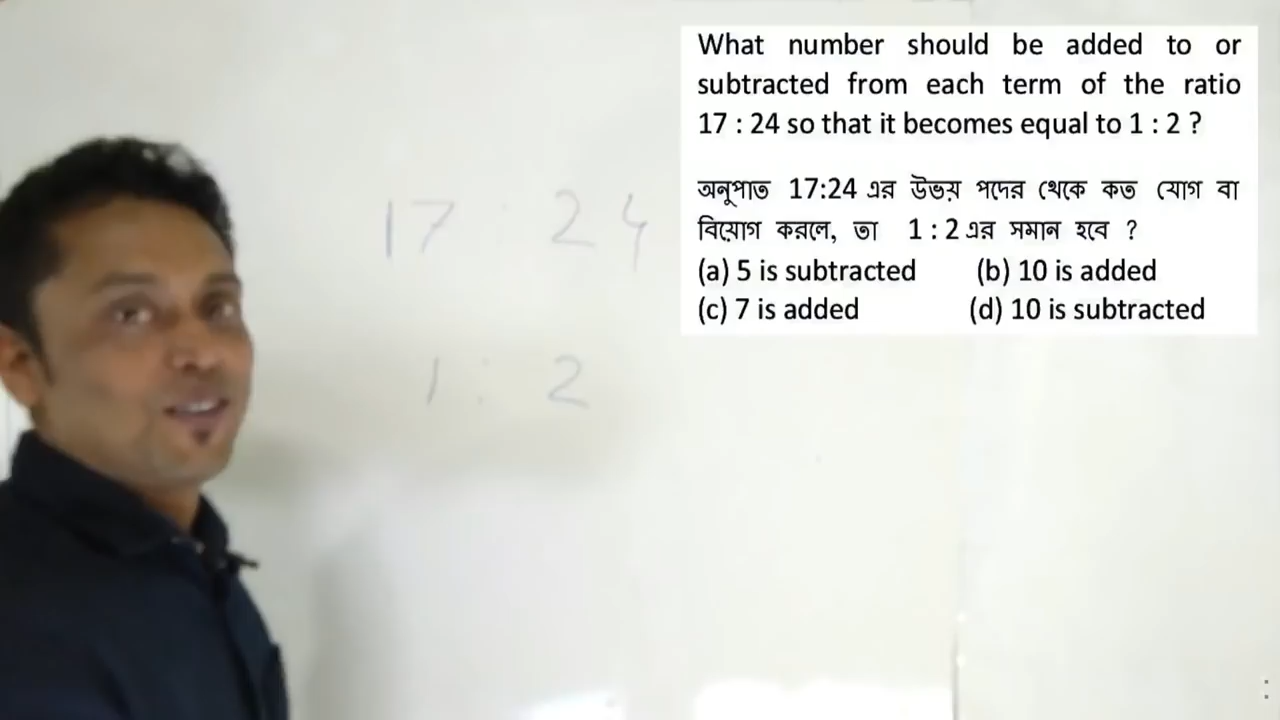 What number should be added to or
subtracted from each term of the ratio
17 : 24 so that it becomes equal to 1 : 2 ?
অনুপাত 17:24 এর উভয় পদের থেকে কত যোগ বা
বিয়োগ করলে, তা 1 : 2 এর সমান হবে ?
(a) 5 is subtracted (b) 10 is added
(c) 7 is added (d) 10 is subtracted
17 : 24
1 : 2